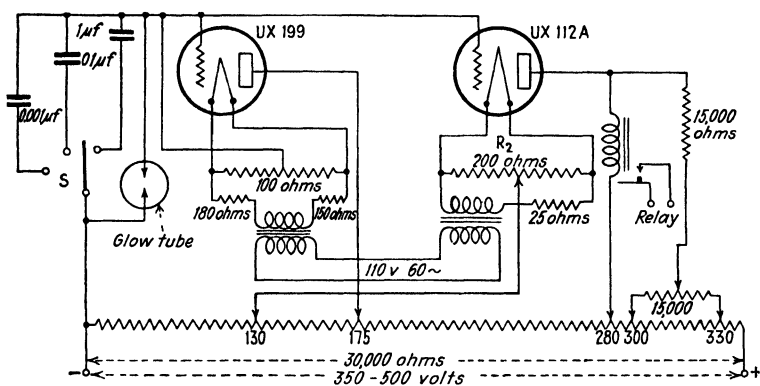 UX 199
UX 112A
1μf
01μf
0.001μf
S
Glow tube
100 ohms
180 ohms
150 ohms
110 v 60~
R2
200 ohms
25 ohms
15,000
ohms
Relay
15,000
130
175
280
300
330
-
30,000 ohms
350-500 volts
+